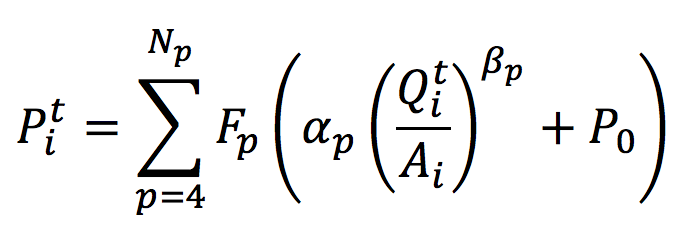 P_i^t = \sum_{p=4}^{N_p} F_p \left( \alpha_p \left( \frac{Q_i^t}{A_i} \right)^{\beta_p} + P_0 \right)